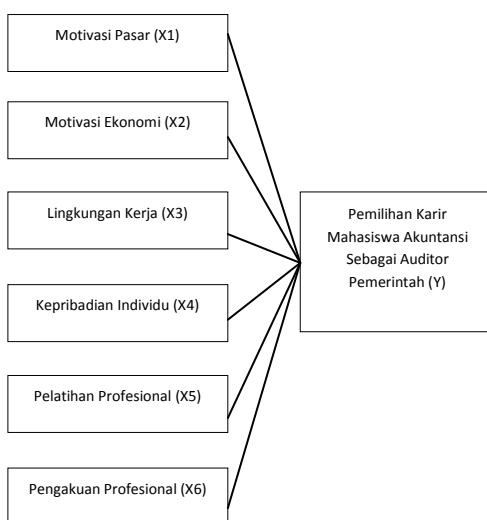 Motivasi Pasar (X1)
Motivasi Ekonomi (X2)
Lingkungan Kerja (X3)
Kepribadian Individu (X4)
Pelatihan Profesional (X5)
Pengakuan Profesional (X6)
Pemilihan Karir
Mahasiswa Akuntansi
Sebagai Auditor
Pemerintah (Y)